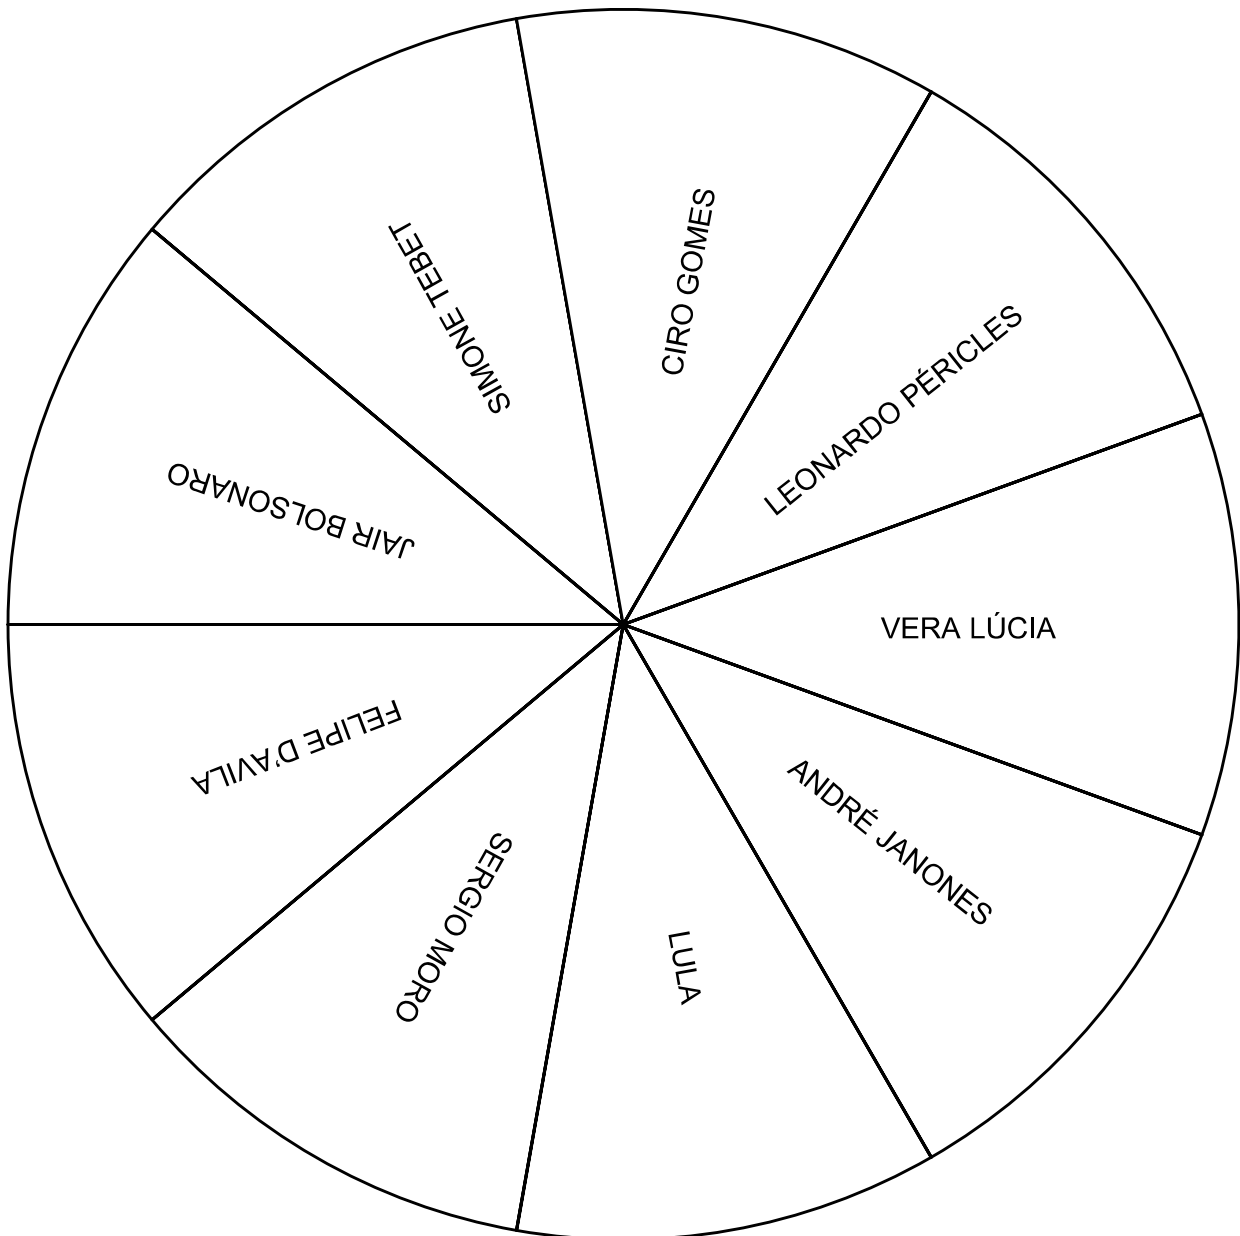 CIRO GOMES
LEONARDO PÉRICLES
VERA LÚCIA
ANDRÉ JANONES
LULA
SERGIO MORO
FELIPE D'AVILA
JAIR BOLSONARO
SIMONE TEBET